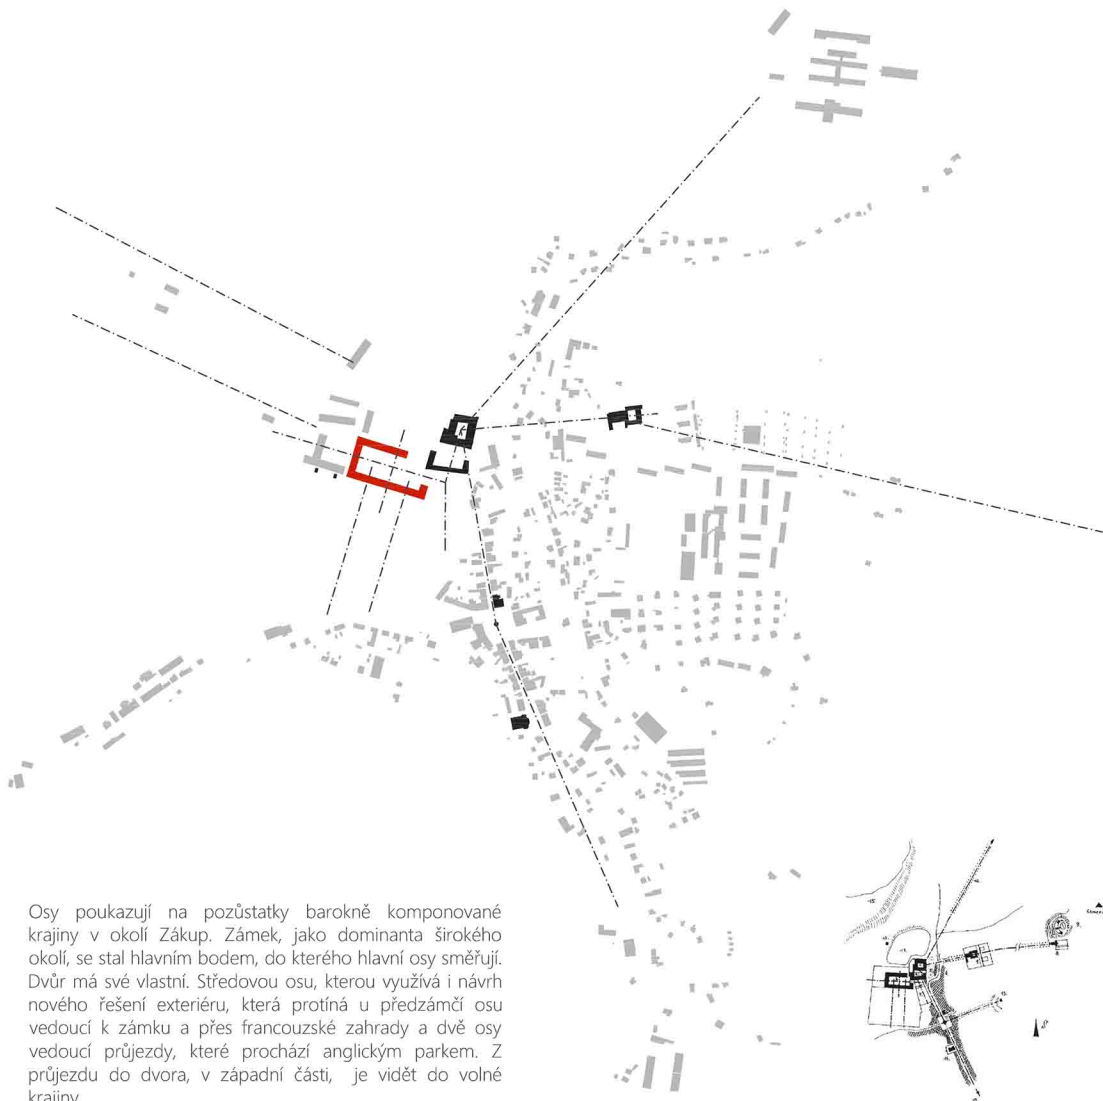 Osy poukazují na pozůstatky barokně komponované
krajiny v okolí Zákup. Zámek, jako dominanta širokého
okolí, se stal hlavním bodem, do kterého hlavní osy směřují.
Dvůr má své vlastní. Středovou osu, kterou využívá i návrh
nového řešení exteriéru, která protíná u předzámčí osu
vedoucí k zámku a přes francouzské zahrady a dvě osy
vedoucí průjezdy, které prochází anglickým parkem. Z
průjezdu do dvora, v západní části, je vidět do volné
krajiny